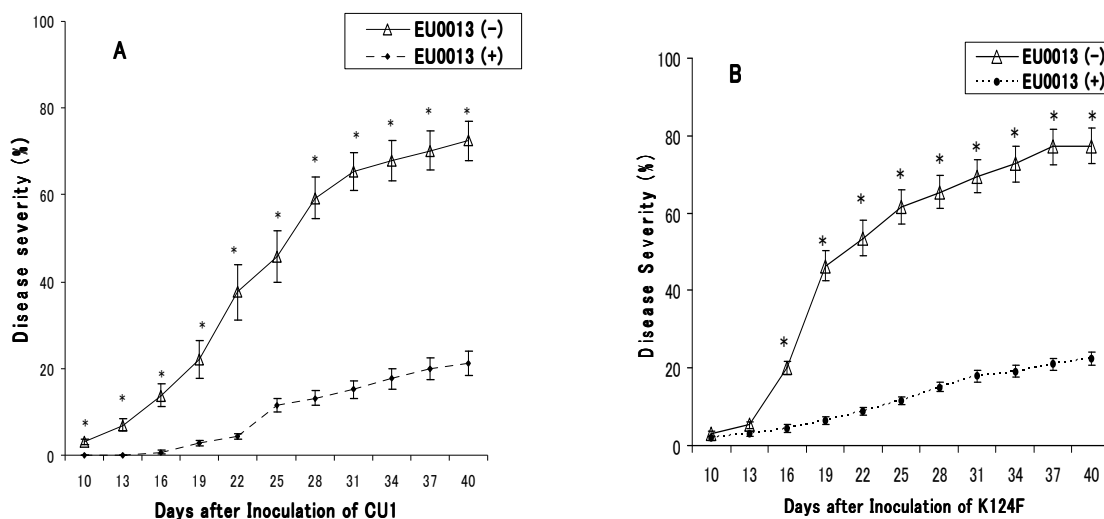 A
EU0013 (-)
EU0013 (+)
Disease severity (%)
100
80
60
40
20
0
* * * * * * * * * * *
10 13 16 19 22 25 28 31 34 37 40
Days after Inoculation of CU1
B
EU0013 (-)
EU0013 (+)
Disease Severity (%)
100
80
60
40
20
0
* * * * * * * * *
10 13 16 19 22 25 28 31 34 37 40
Days after Inoculation of K124F